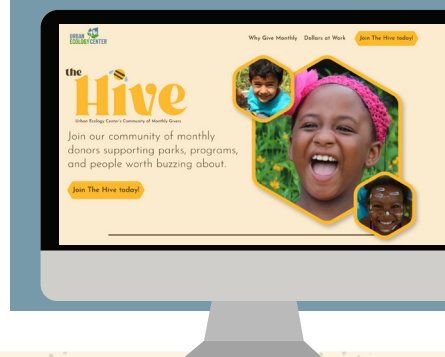 URBAN
ECOLOGY CENTER
Why Give Monthly Dollars at Work Join The Hive today!
the
Hive
Urban Ecology Center's Community of Monthly Givers
Join our community of monthly
donors supporting parks, programs,
and people worth buzzing about.
Join The Hive today!